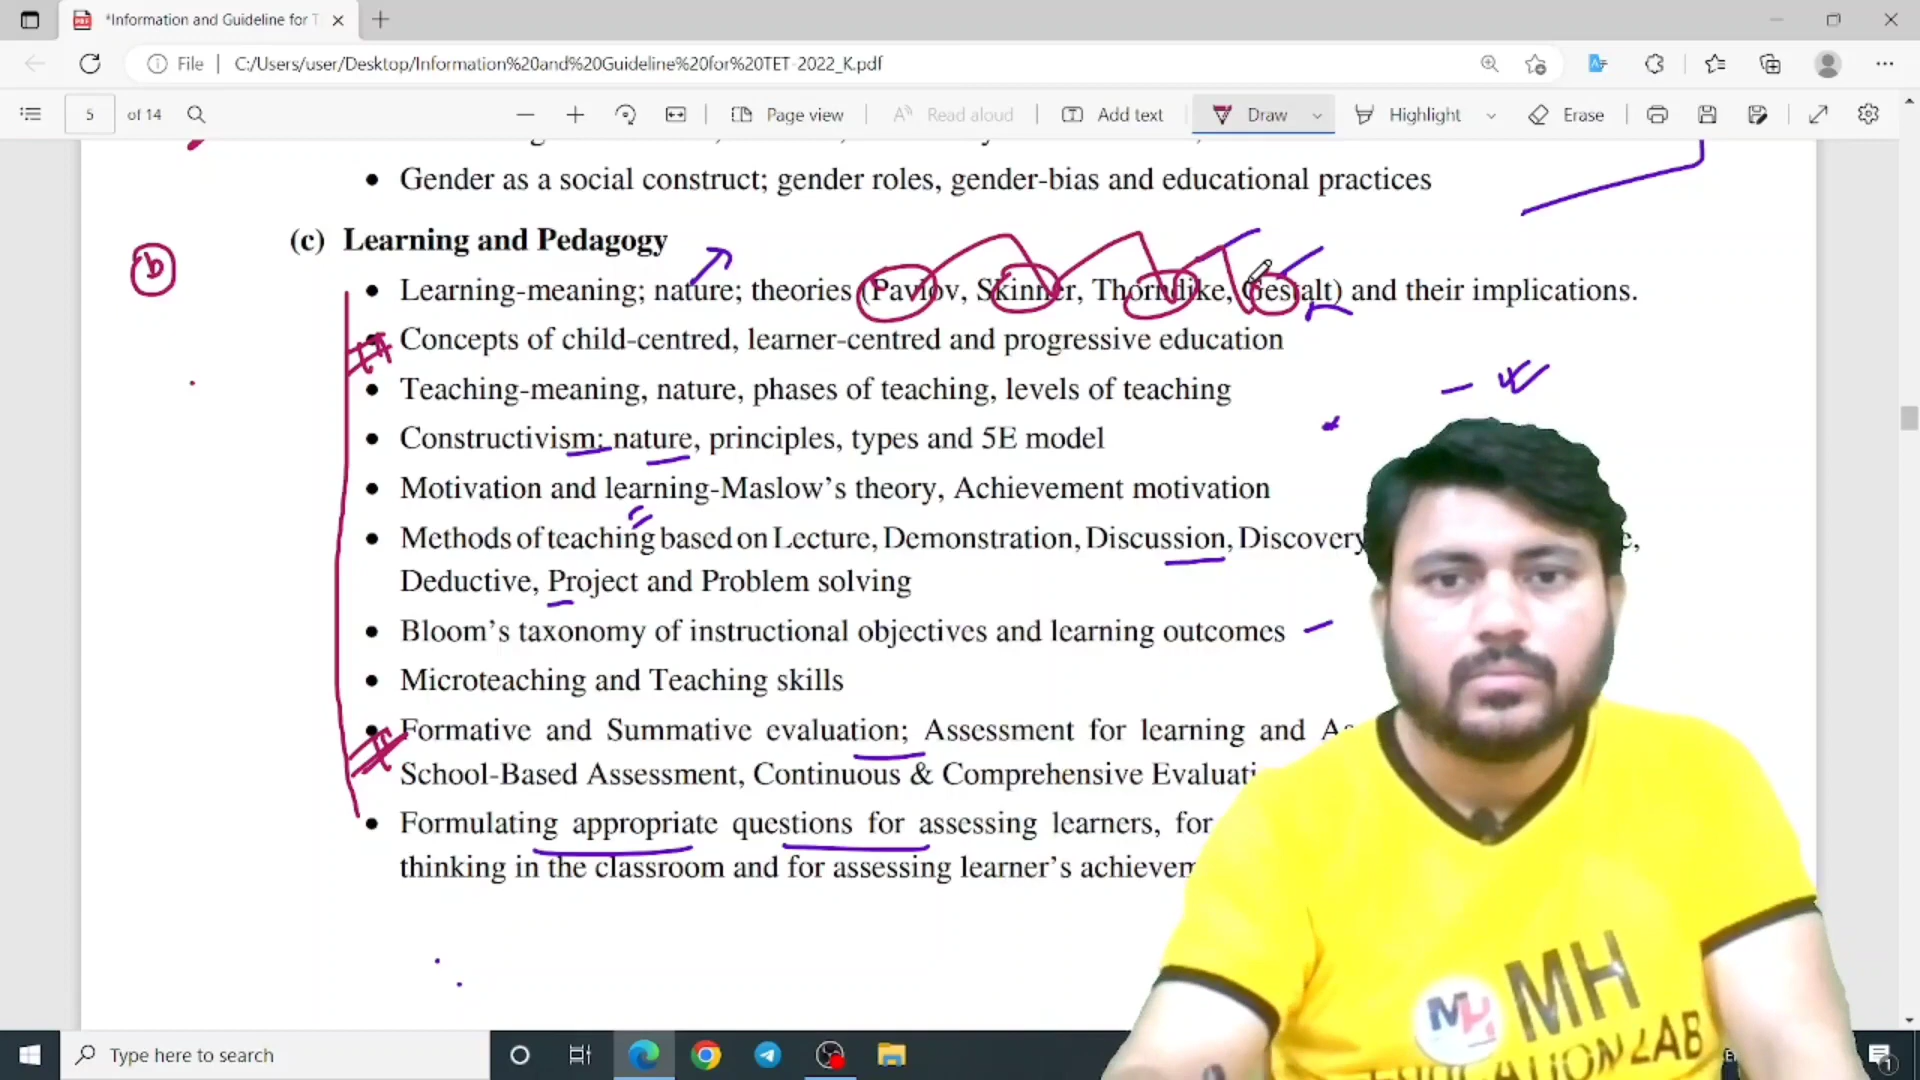 *Information and Guideline for T
File
C:/Users/user/Desktop/Information%20and%20Guideline%20for%20TET-2022_K.pdf
5 of 14
Page view
Read aloud
Add text
Draw
Highlight
Erase
• Gender as a social construct; gender roles, gender-bias and educational practices
b
(c) Learning and Pedagogy
• Learning-meaning; nature; theories (Pavlov, Skinner, Thorndike, Gestalt) and their implications.
• Concepts of child-centred, learner-centred and progressive education
• Teaching-meaning, nature, phases of teaching, levels of teaching
• Constructivism: nature, principles, types and 5E model
• Motivation and learning-Maslow's theory, Achievement motivation
• Methods of teaching based on Lecture, Demonstration, Discussion, Discovery
Deductive, Project and Problem solving
• Bloom's taxonomy of instructional objectives and learning outcomes
• Microteaching and Teaching skills
• Formative and Summative evaluation; Assessment for learning and
School-Based Assessment, Continuous & Comprehensive
• Formulating appropriate questions for assessing learners, for
thinking in the classroom and for assessing learner's
MH
EDUCATION LAB
Type here to search
1